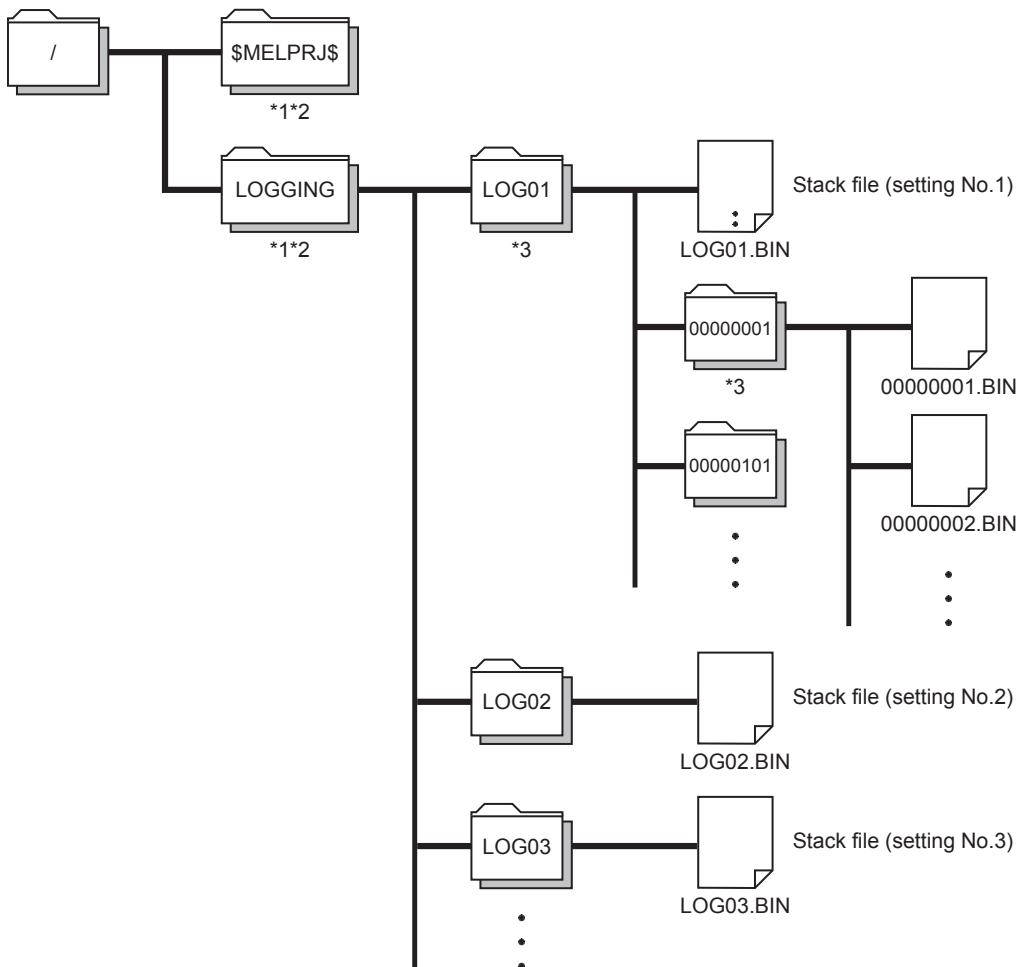 /
$MELPRJ$
*1*2
LOGGING
*1*2
LOG01
*3
LOG01.BIN
Stack file (setting No.1)
00000001
*3
00000001.BIN
00000101
00000002.BIN
LOG02
LOG02.BIN
Stack file (setting No.2)
LOG03
LOG03.BIN
Stack file (setting No.3)